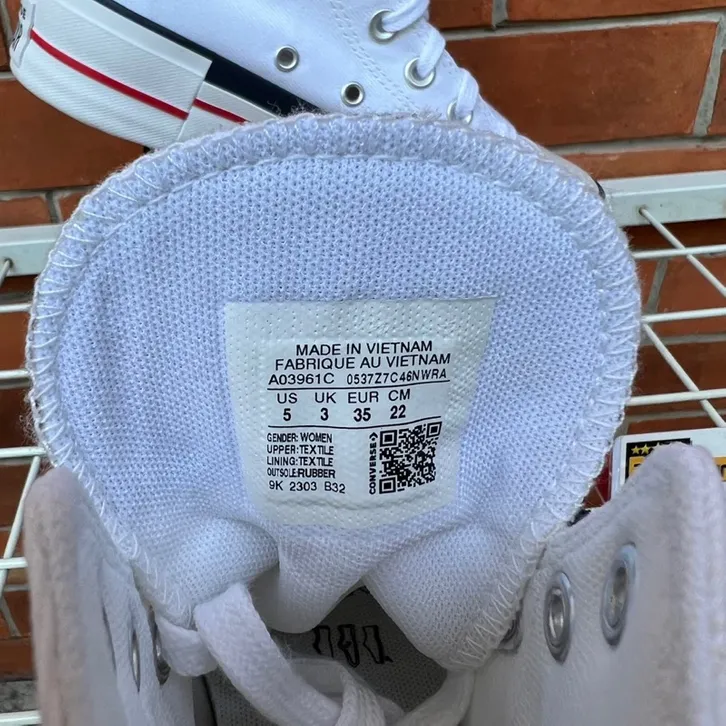 MADE IN VIETNAM
FABRIQUE AU VIETNAM
A03961C 0537Z7C46NWRA
US UK EUR CM
5 3 35 22
GENDER: WOMEN
UPPER: TEXTILE
LINING: TEXTILE
OUTSOLE:RUBBER
9K 2303 B32
CONVERSE